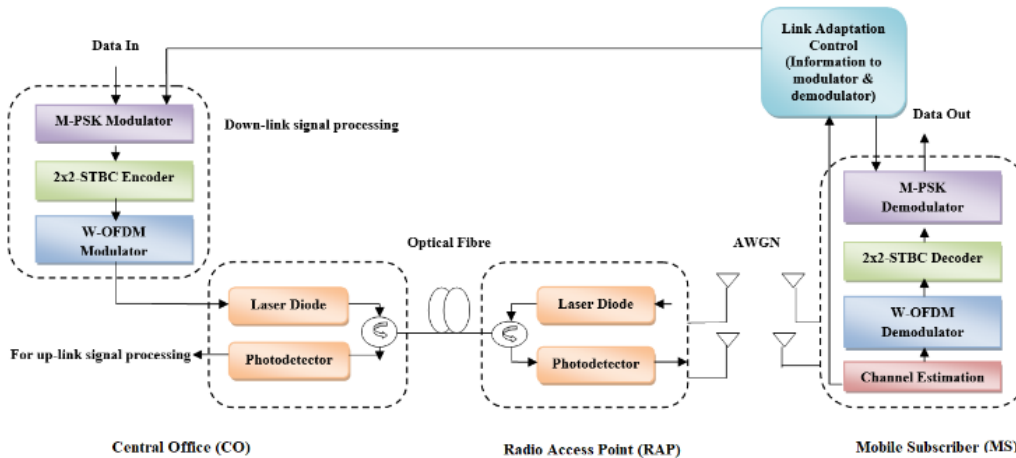 Data In
Link Adaptation
Control
(Information to
modulator &
demodulator)
M-PSK Modulator
Down-link signal processing
Data Out
2x2-STBC Encoder
M-PSK
Demodulator
W-OFDM
Modulator
Optical Fibre
AWGN
2x2-STBC Decoder
Laser Diode
Laser Diode
W-OFDM
Demodulator
For up-link signal processing
Photodetector
Photodetector
Channel Estimation
Central Office (CO)
Radio Access Point (RAP)
Mobile Subscriber (MS)